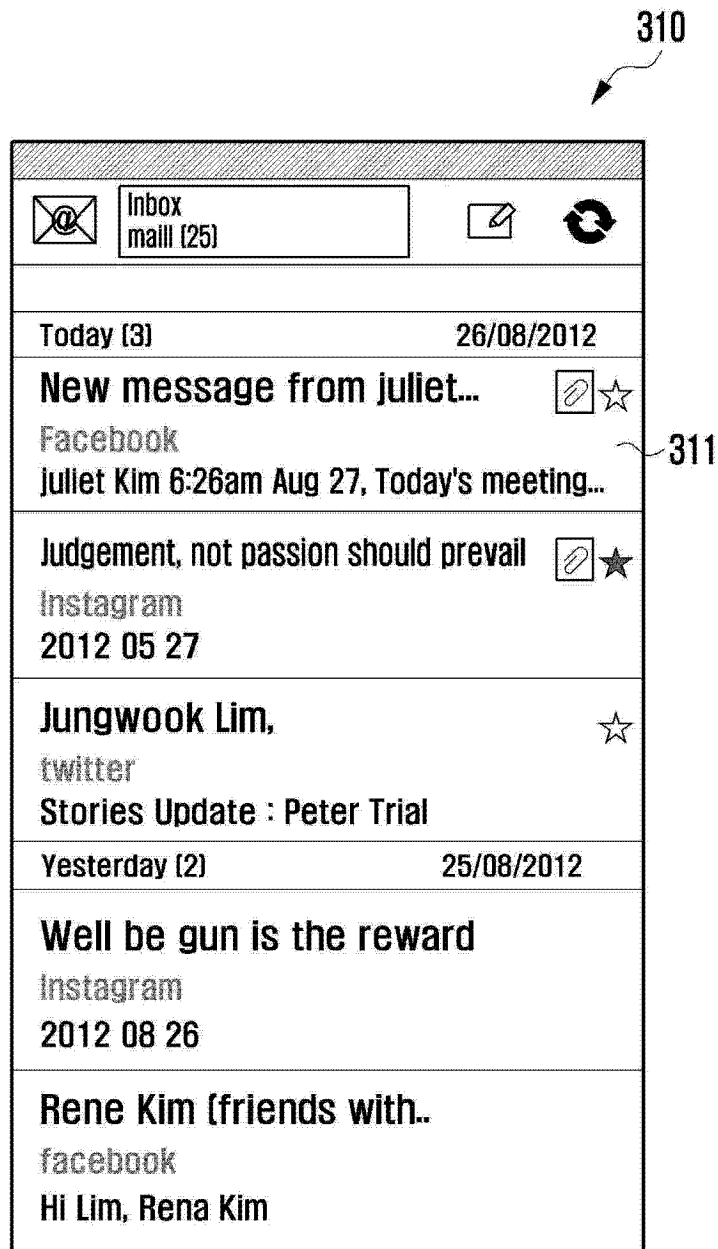 310
@
Inbox
maill (25)
Today (3) 26/08/2012
New message from juliet...
Facebook
juliet Kim 6:26am Aug 27, Today's meeting...
311
Judgement, not passion should prevail
Instagram
2012 05 27
Jungwook Lim,
twitter
Stories Update : Peter Trial
Yesterday (2) 25/08/2012
Well be gun is the reward
Instagram
2012 08 26
Rene Kim (friends with..
facebook
Hi Lim, Rena Kim